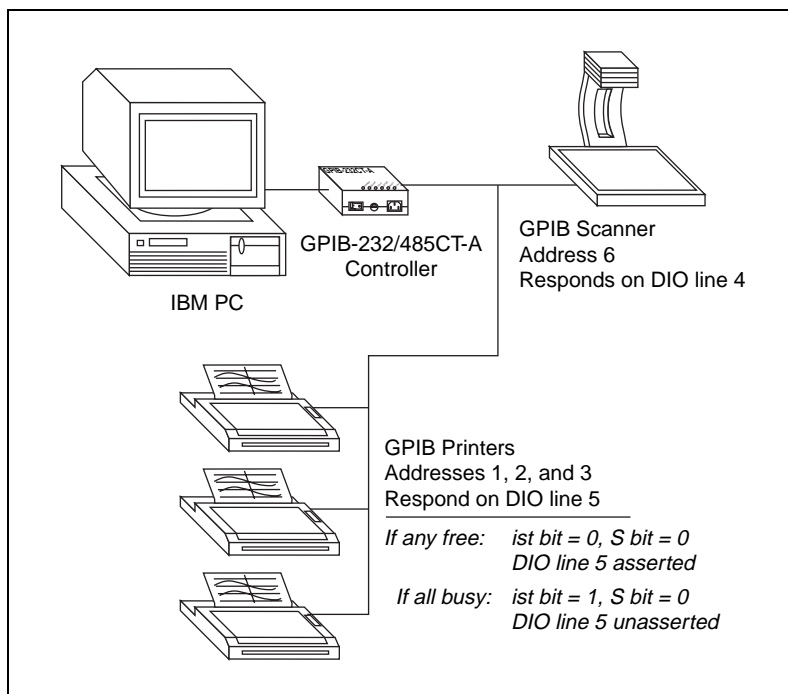 GPIB-232CT-A
GPIB-232/485CT-A
Controller
IBM PC
GPIB Scanner
Address 6
Responds on DIO line 4
GPIB Printers
Addresses 1, 2, and 3
Respond on DIO line 5
If any free: ist bit = 0, S bit = 0
DIO line 5 asserted
If all busy: ist bit = 1, S bit = 0
DIO line 5 unasserted